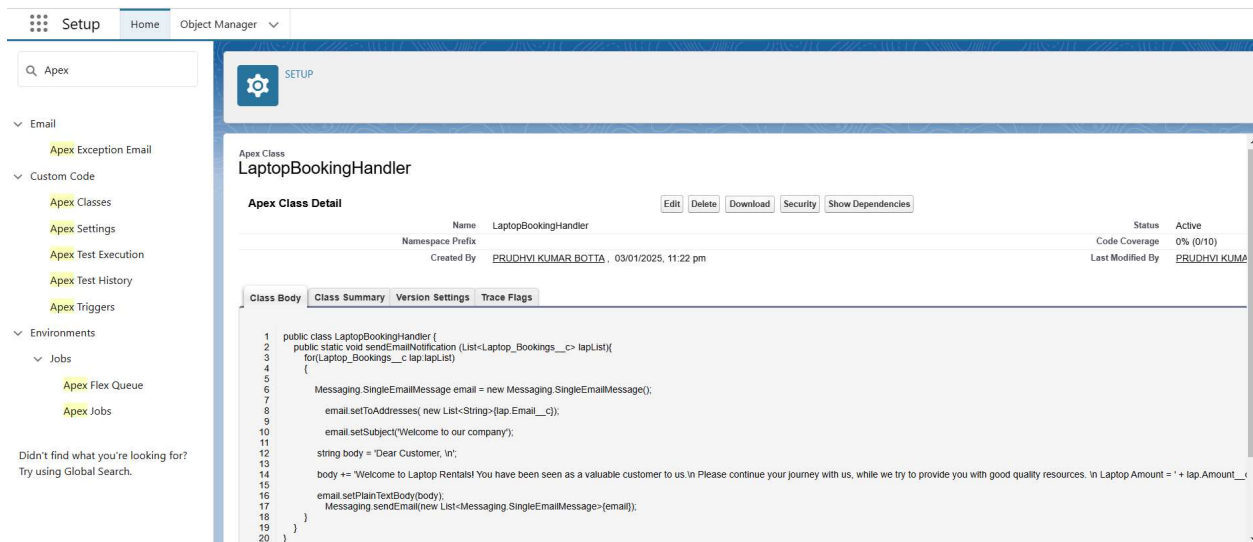 Setup Home Object Manager
Apex
SETUP
Email
Apex Exception Email
Custom Code
Apex Classes
Apex Settings
Apex Test Execution
Apex Test History
Apex Triggers
Environments
Jobs
Apex Flex Queue
Apex Jobs
Didn't find what you're looking for?
Try using Global Search.
Apex Class
LaptopBookingHandler
Apex Class Detail Edit Delete Download Security Show Dependencies
Name LaptopBookingHandler Status Active
Namespace Prefix Code Coverage 0% (0/10)
Created By PRUDHVI KUMAR BOTTA , 03/01/2025, 11:22 pm Last Modified By PRUDHVI KUMA
Class Body Class Summary Version Settings Trace Flags
1 public class LaptopBookingHandler {
2 public static void sendEmailNotification (List<Laptop_Bookings__c> lapList){
3 for(Laptop_Bookings__c lap:lapList)
4 {
5
6 Messaging.SingleEmailMessage email = new Messaging.SingleEmailMessage();
7
8 email.setToAddresses( new List<String>{lap.Email__c});
9
10 email.setSubject('Welcome to our company');
11
12 string body = 'Dear Customer, \n';
13
14 body += 'Welcome to Laptop Rentals! You have been seen as a valuable customer to us.\n Please continue your journey with us, while we try to provide you with good quality resources. \n Laptop Amount = ' + lap.Amount__c
15
16 email.setPlainTextBody(body);
17 Messaging.sendEmail(new List<Messaging.SingleEmailMessage>{email});
18 }
19 }
20 }